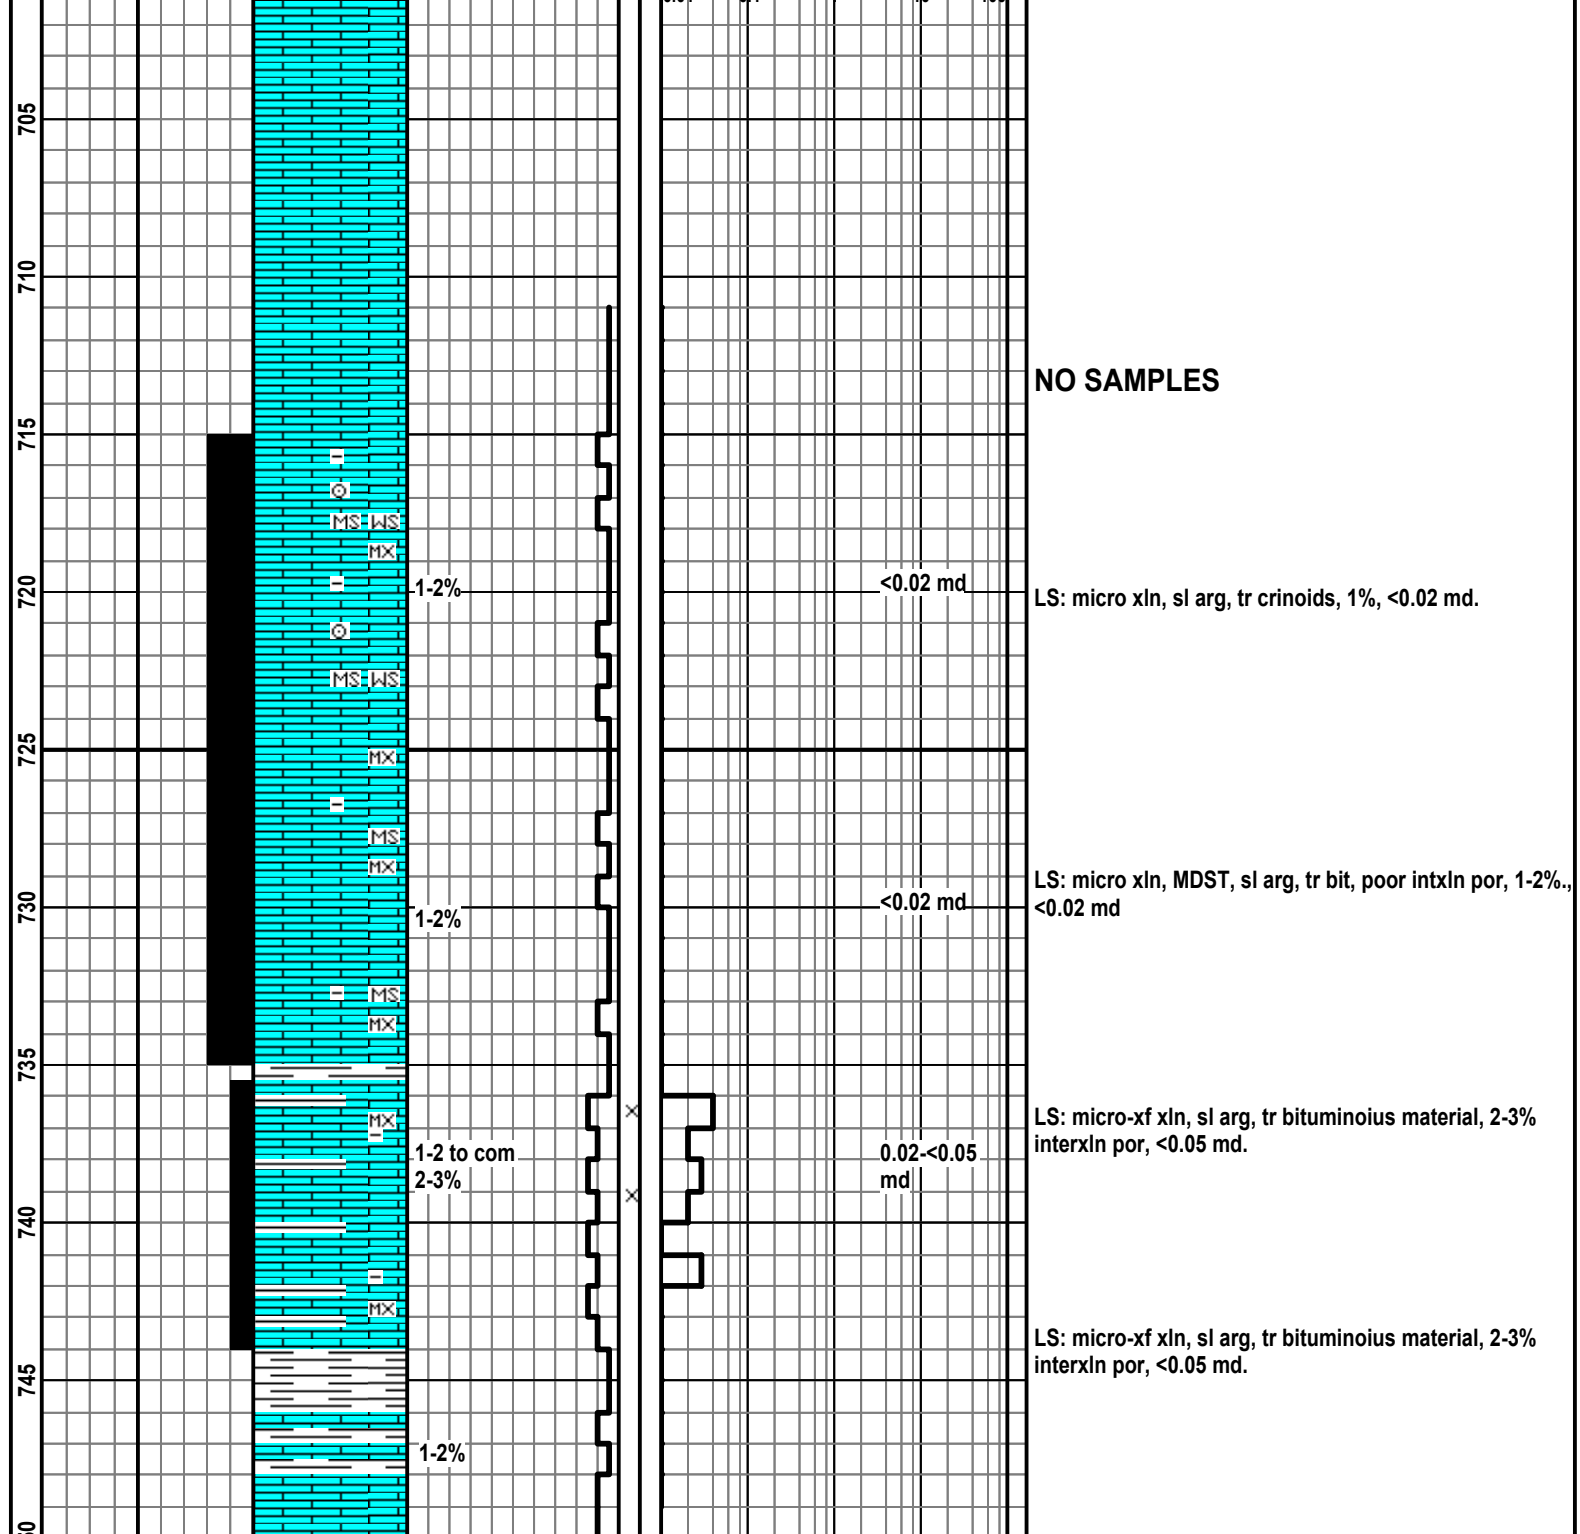 705
710
NO SAMPLES
715
MS WS
MX
720
1-2%
<0.02 md
LS: micro xln, sl arg, tr crinoids, 1%, <0.02 md.
MS WS
725
MX
MS
MX
LS: micro xln, MDST, sl arg, tr bit, poor intxln por, 1-2%.,
<0.02 md
730
1-2%
<0.02 md
MS
MX
735
MX
LS: micro-xf xln, sl arg, tr bituminoius material, 2-3%
interxln por, <0.05 md.
1-2 to com
2-3%
0.02-<0.05
md
740
MX
LS: micro-xf xln, sl arg, tr bituminoius material, 2-3%
interxln por, <0.05 md.
745
1-2%